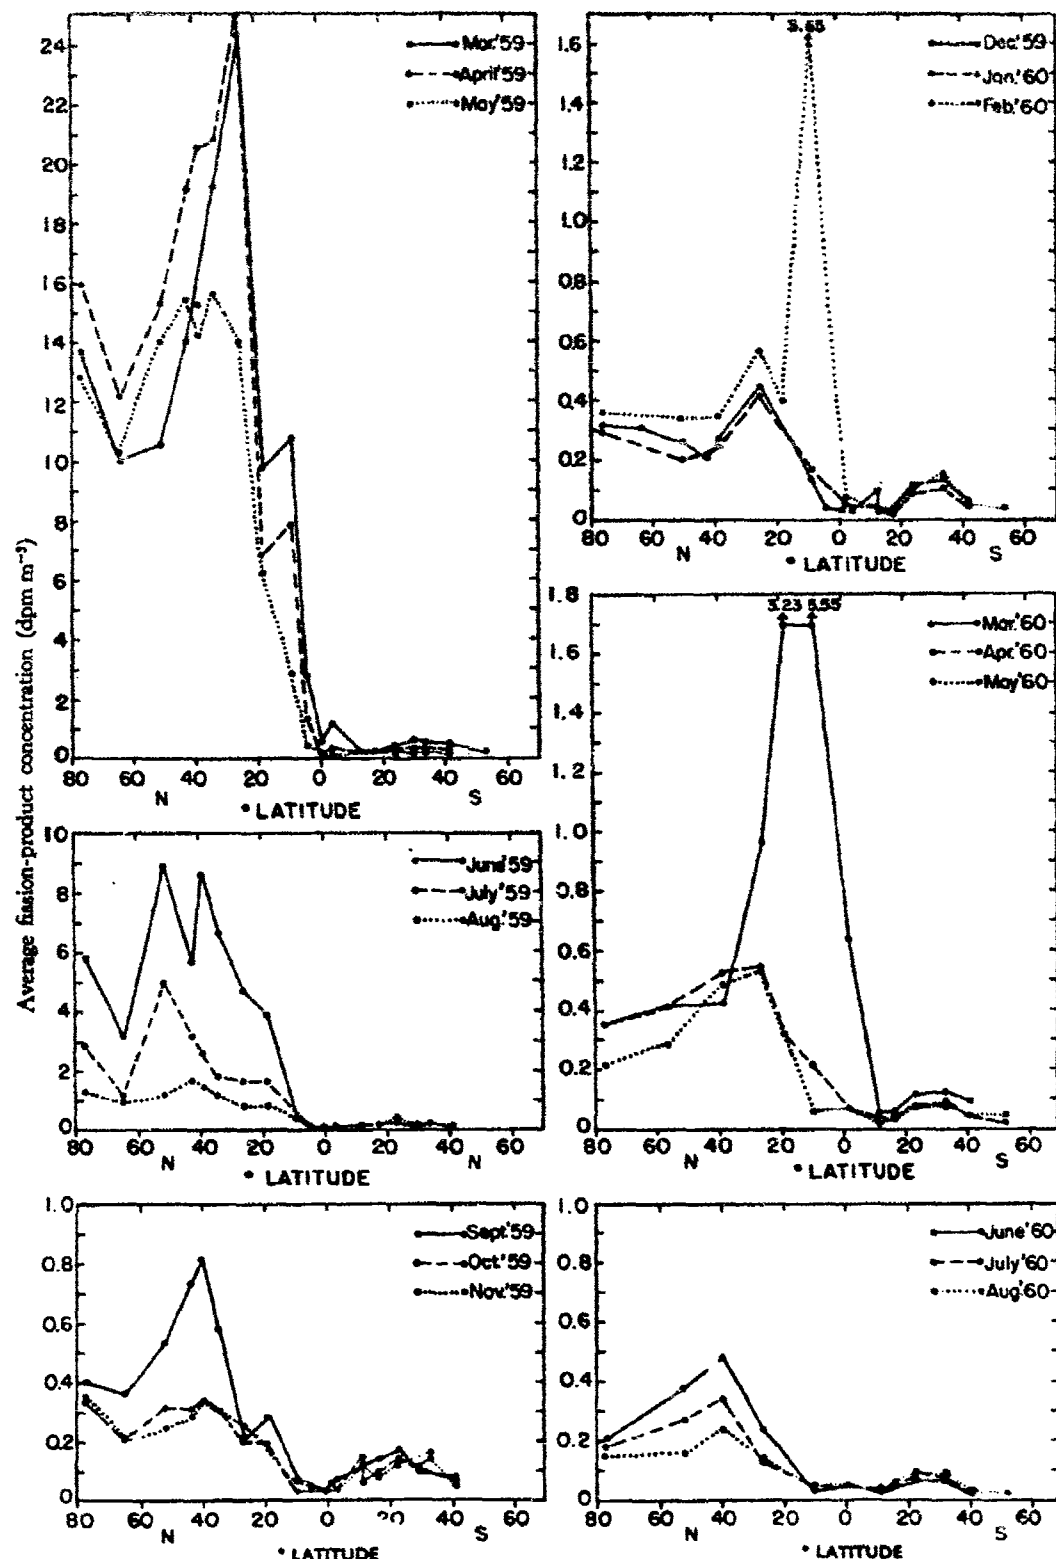 Average fission-product concentration (dpm m⁻³)
24
22
20
18
16
14
12
10
8
6
4
2
0
Mar.'59
April'59
May'59
80 60 40 20 0 20 40 60
N S
° LATITUDE
10
8
6
4
2
0
June'59
July'59
Aug.'59
80 60 40 20 0 20 40 60
N N
° LATITUDE
1.0
0.8
0.6
0.4
0.2
0
Sept.'59
Oct.'59
Nov.'59
80 60 40 20 0 20 40 60
N S
° LATITUDE
1.6
1.4
1.2
1.0
0.8
0.6
0.4
0.2
0
Dec.'59
Jan.'60
Feb.'60
80 60 40 20 0 20 40 60
N S
° LATITUDE
1.8
1.6
1.4
1.2
1.0
0.8
0.6
0.4
0.2
0
3.23 5.55
Mar.'60
Apr.'60
May'60
80 60 40 20 0 20 40 60
N S
° LATITUDE
1.0
0.8
0.6
0.4
0.2
0
June'60
July'60
Aug.'60
80 60 40 20 0 20 40 60
N S
° LATITUDE